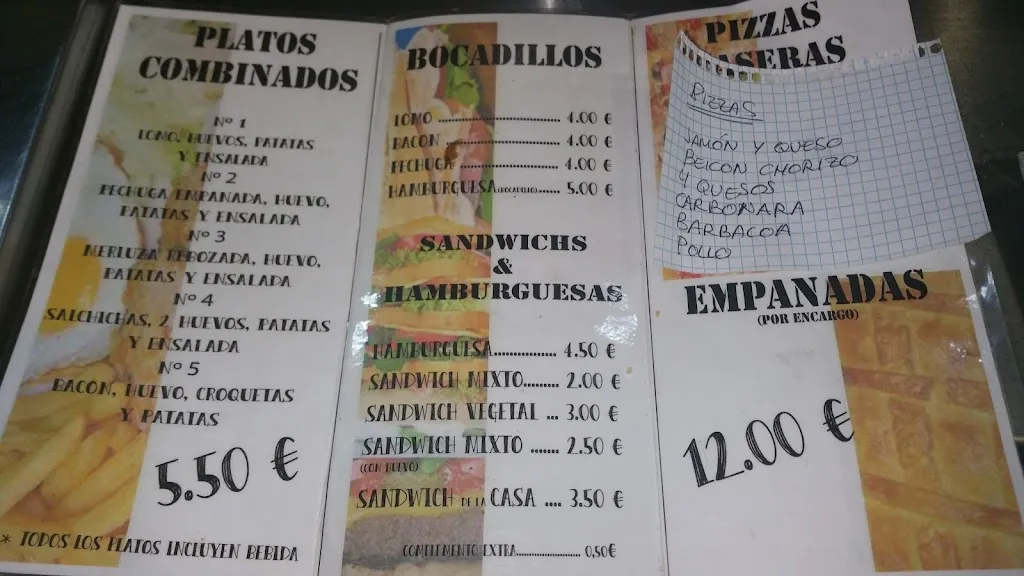 PLATOS
COMBINADOS
Nº 1
LOMO, HUEVOS, PATATAS
Y ENSALADA
Nº 2
PECHUGA EMPANADA, HUEVO,
PATATAS Y ENSALADA
Nº 3
MERLUZA REBOZADA, HUEVO,
PATATAS Y ENSALADA
Nº 4
SALCHICHAS, 2 HUEVOS, PATATAS
Y ENSALADA
Nº 5
BACON, HUEVO, CROQUETAS
Y PATATAS
5.50 €
* TODOS LOS PLATOS INCLUYEN BEBIDA
BOCADILLOS
LOMO ................................ 4.00 €
BACON .............................. 4.00 €
PECHUGA .......................... 4.00 €
HAMBURGUESA (BOCADILLO)...... 5.00 €
SANDWICHS
&
HAMBURGUESAS
HAMBURGUESA................ 4.50 €
SANDWICH MIXTO......... 2.00 €
SANDWICH VEGETAL ... 3.00 €
SANDWICH MIXTO ....... 2.50 €
(CON HUEVO)
SANDWICH DE LA CASA .... 3.50 €
COMPLEMENTO EXTRA.................. 0,50€
PIZZAS
ASERAS
PIZZAS
JAMÓN Y QUESO
BEICON CHORIZO
4 QUESOS
CARBONARA
BARBACOA
POLLO
EMPANADAS
(POR ENCARGO)
12.00 €